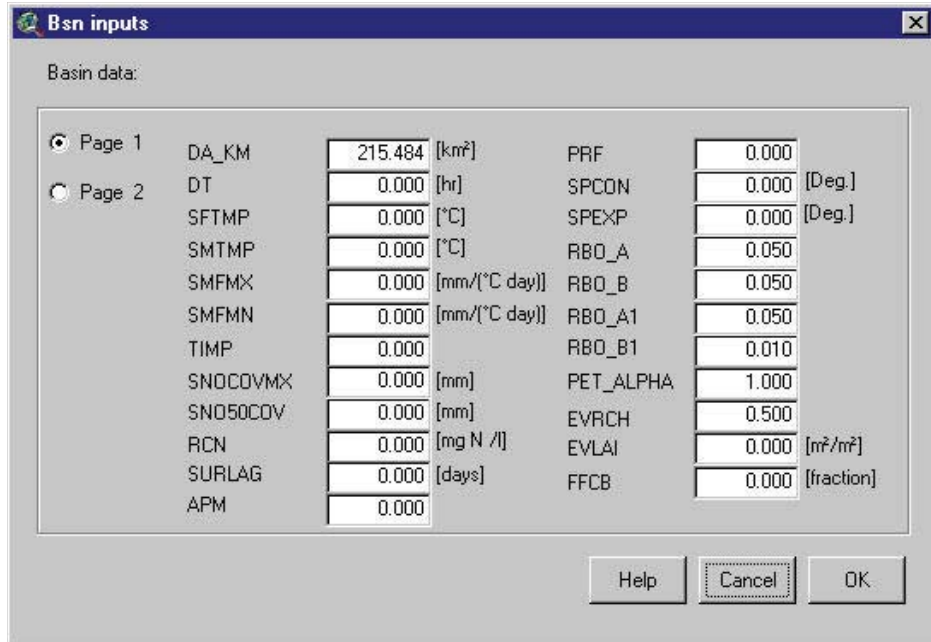 Bsn inputs
Basin data:
Page 1
Page 2
DA_KM 215.484 [km²]
DT 0.000 [hr]
SFTMP 0.000 [°C]
SMTMP 0.000 [°C]
SMFMX 0.000 [mm/(°C day)]
SMFMN 0.000 [mm/(°C day)]
TIMP 0.000
SNOCOVMX 0.000 [mm]
SNO50COV 0.000 [mm]
RCN 0.000 [mg N /l]
SURLAG 0.000 [days]
APM 0.000
PRF 0.000
SPCON 0.000 [Deg.]
SPEXP 0.000 [Deg.]
RBO_A 0.050
RBO_B 0.050
RBO_A1 0.050
RBO_B1 0.010
PET_ALPHA 1.000
EVRCH 0.500
EVLAI 0.000 [m²/m²]
FFCB 0.000 [fraction]
Help Cancel OK